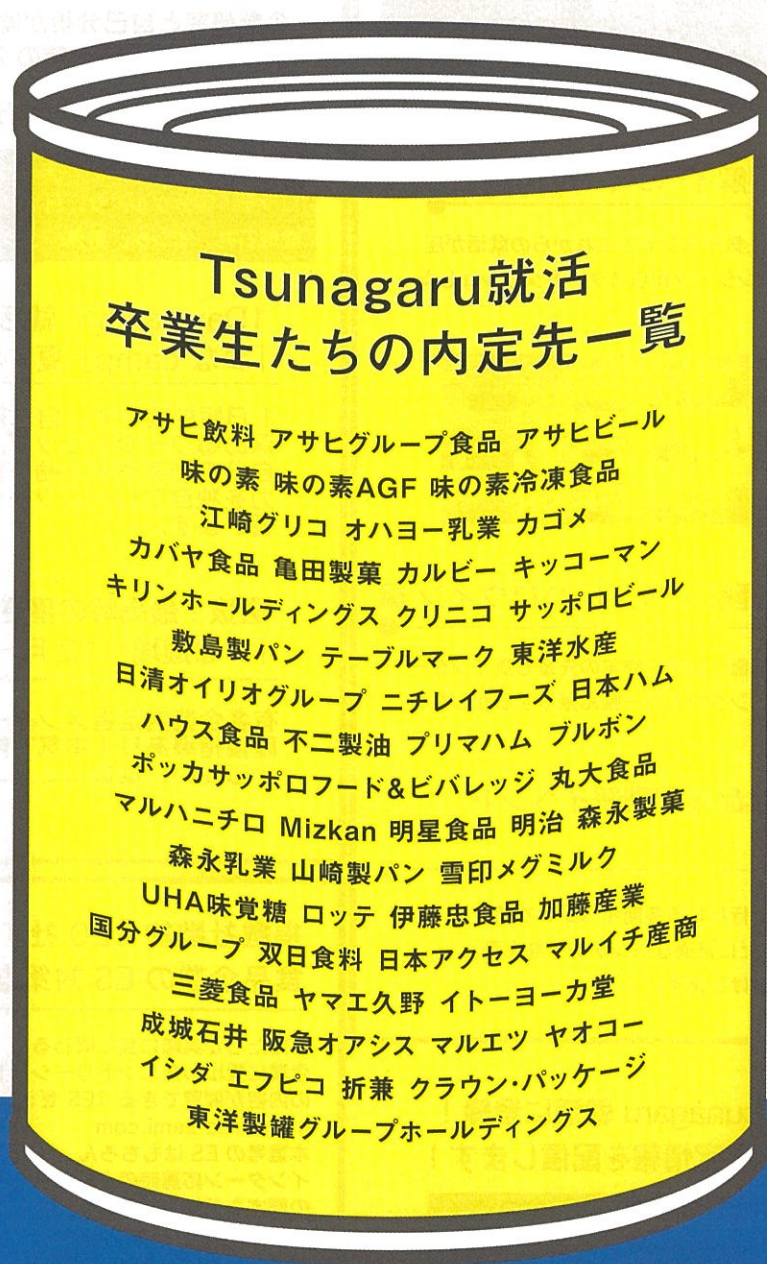 Tsunagaru就活
卒業生たちの内定先一覧
アサヒ飲料 アサヒグループ食品 アサヒビール
味の素 味の素AGF 味の素冷凍食品
江崎グリコ オハヨー乳業 カゴメ
カバヤ食品 亀田製菓 カルビー キッコーマン
キリンホールディングス クリニコ サッポロビール
敷島製パン テーブルマーク 東洋水産
日清オイリオグループ ニチレイフーズ 日本ハム
ハウス食品 不二製油 プリマハム ブルボン
ポッカサッポロフード&ビバレッジ 丸大食品
マルハニチロ Mizkan 明星食品 明治 森永製菓
森永乳業 山崎製パン 雪印メグミルク
UHA味覚糖 ロッテ 伊藤忠食品 加藤産業
国分グループ 双日食料 日本アクセス マルイチ産商
三菱食品 ヤマエ久野 イトーヨーカ堂
成城石井 阪急オアシス マルエツ ヤオコー
イシダ エフピコ 折兼 クラウン・パッケージ
東洋製罐グループホールディングス